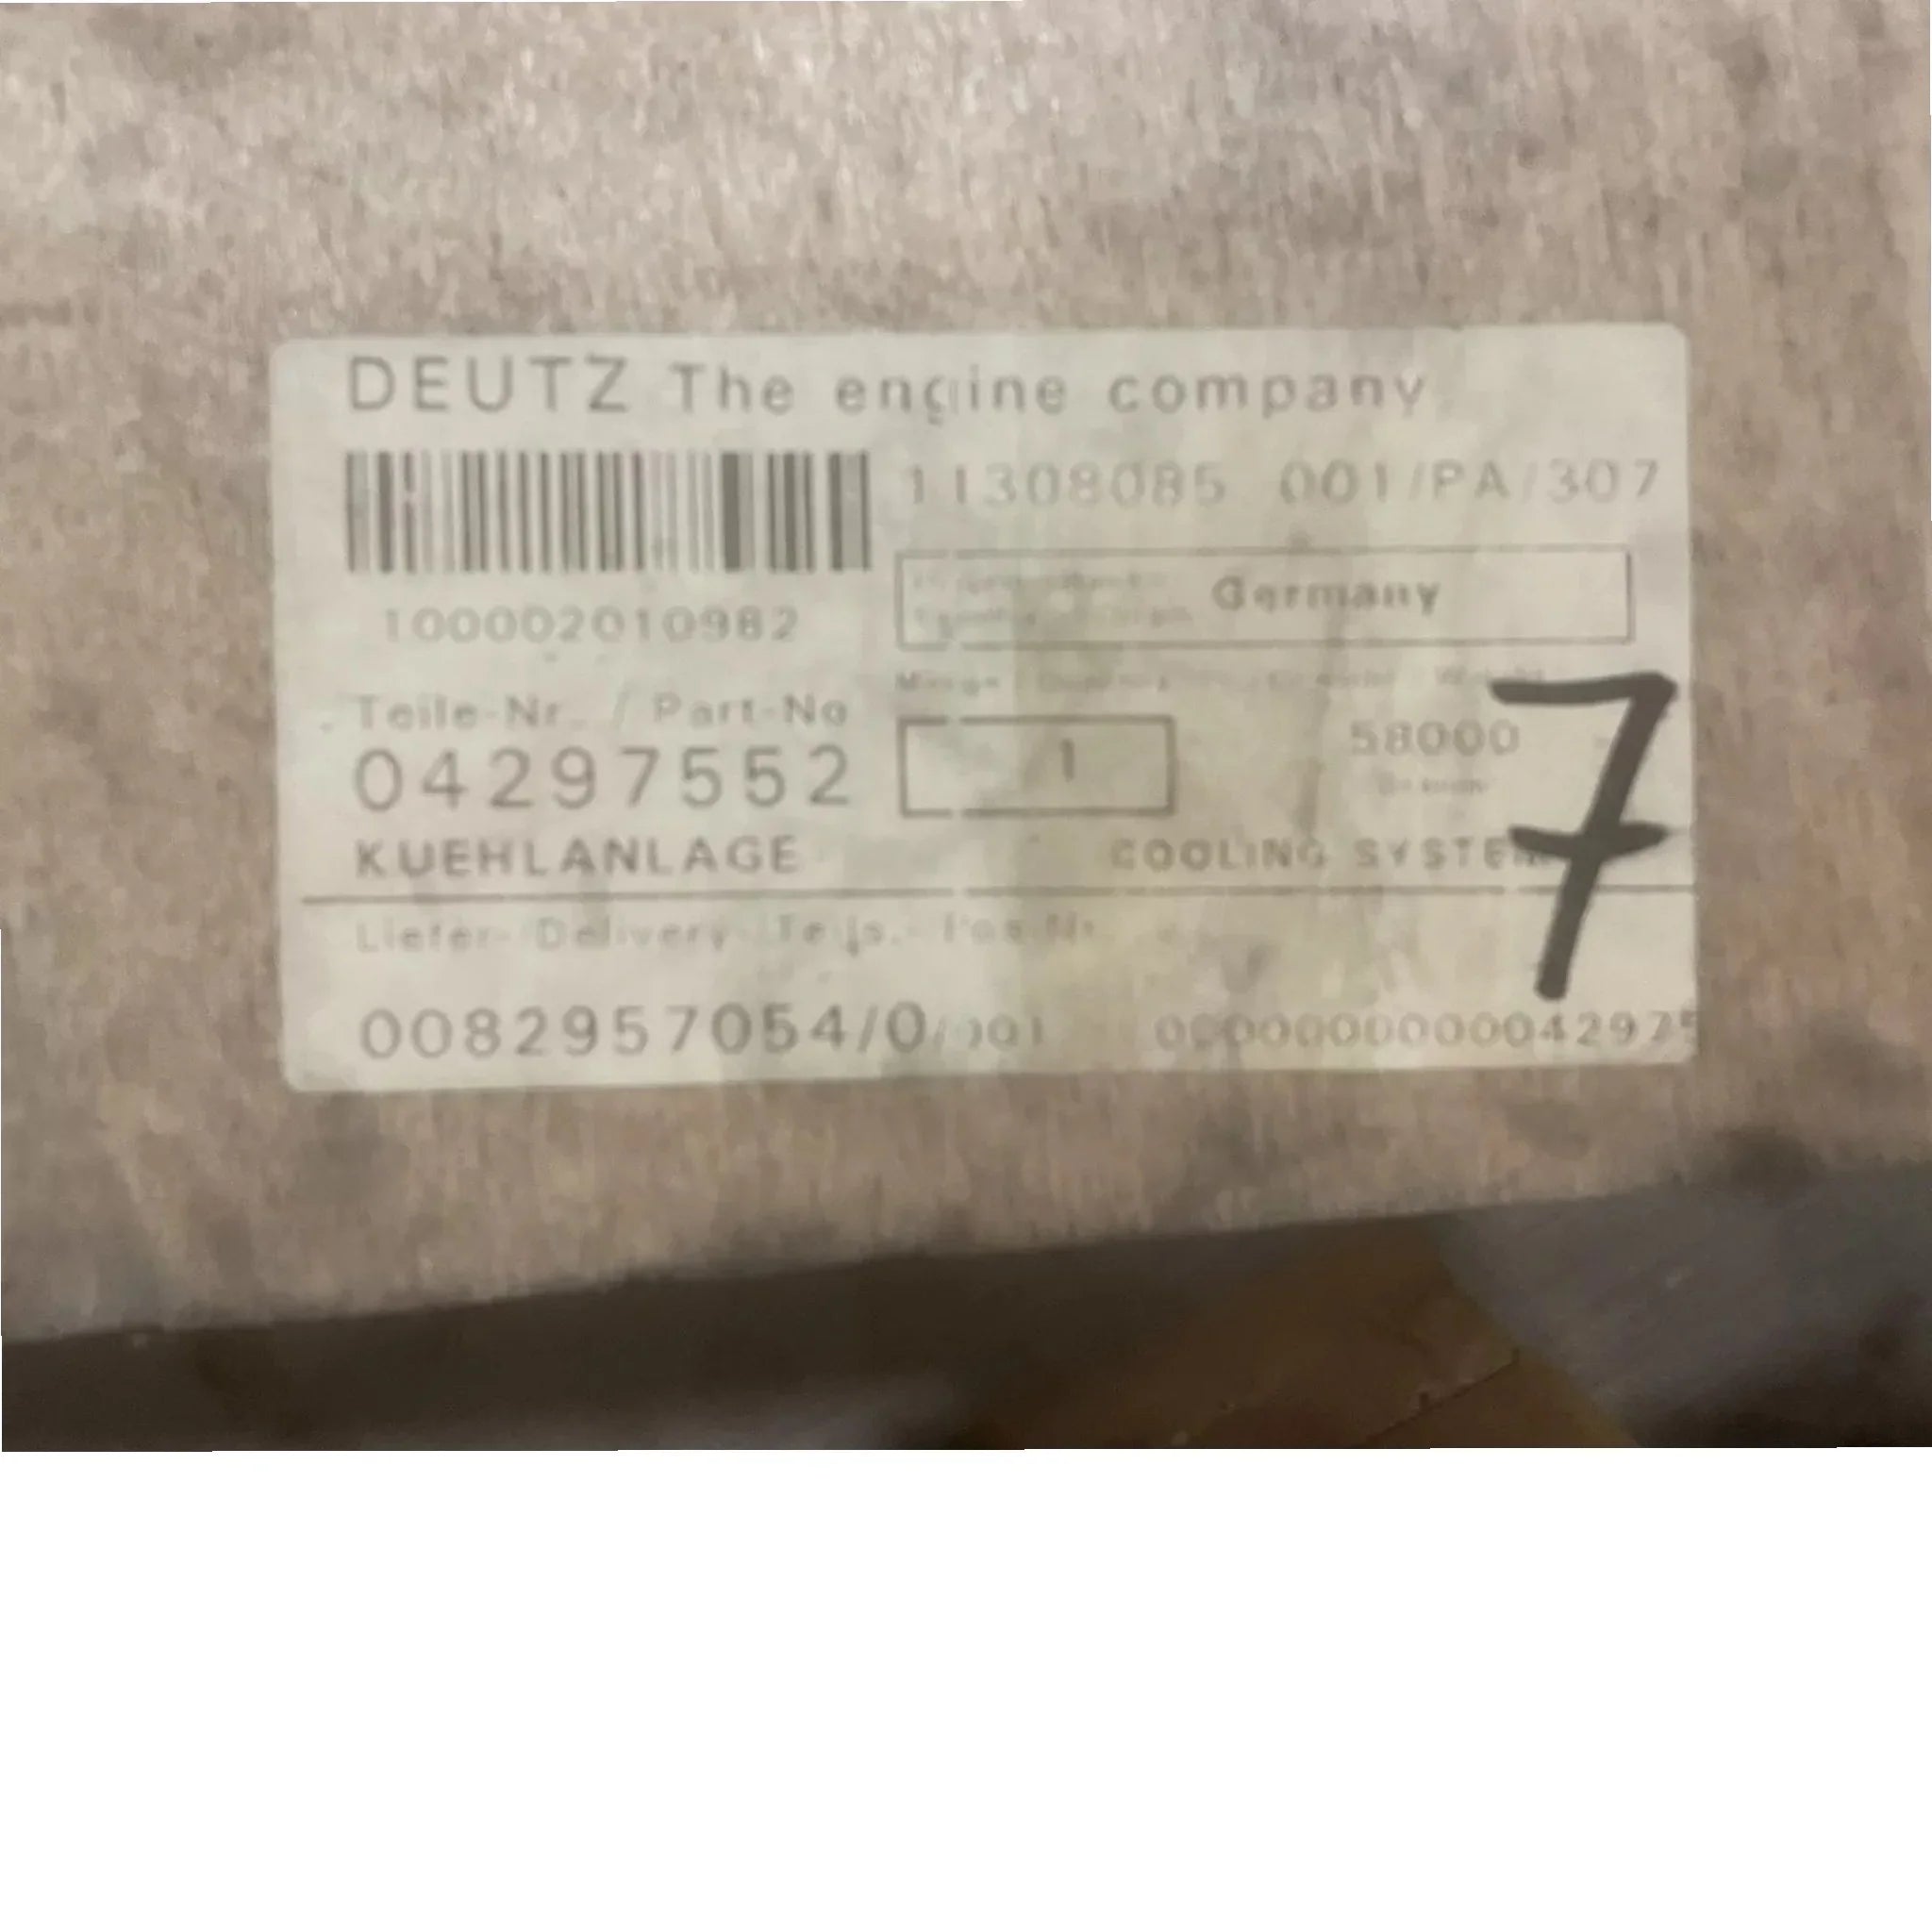 DEUTZ The engine company
11308085 001/PA/307
100002010982
Germany
Teile-Nr. / Part-No
04297552
1
58000
7
KUEHLANLAGE COOLING SYSTEM
Liefer- Delivery
0082957054/0/001